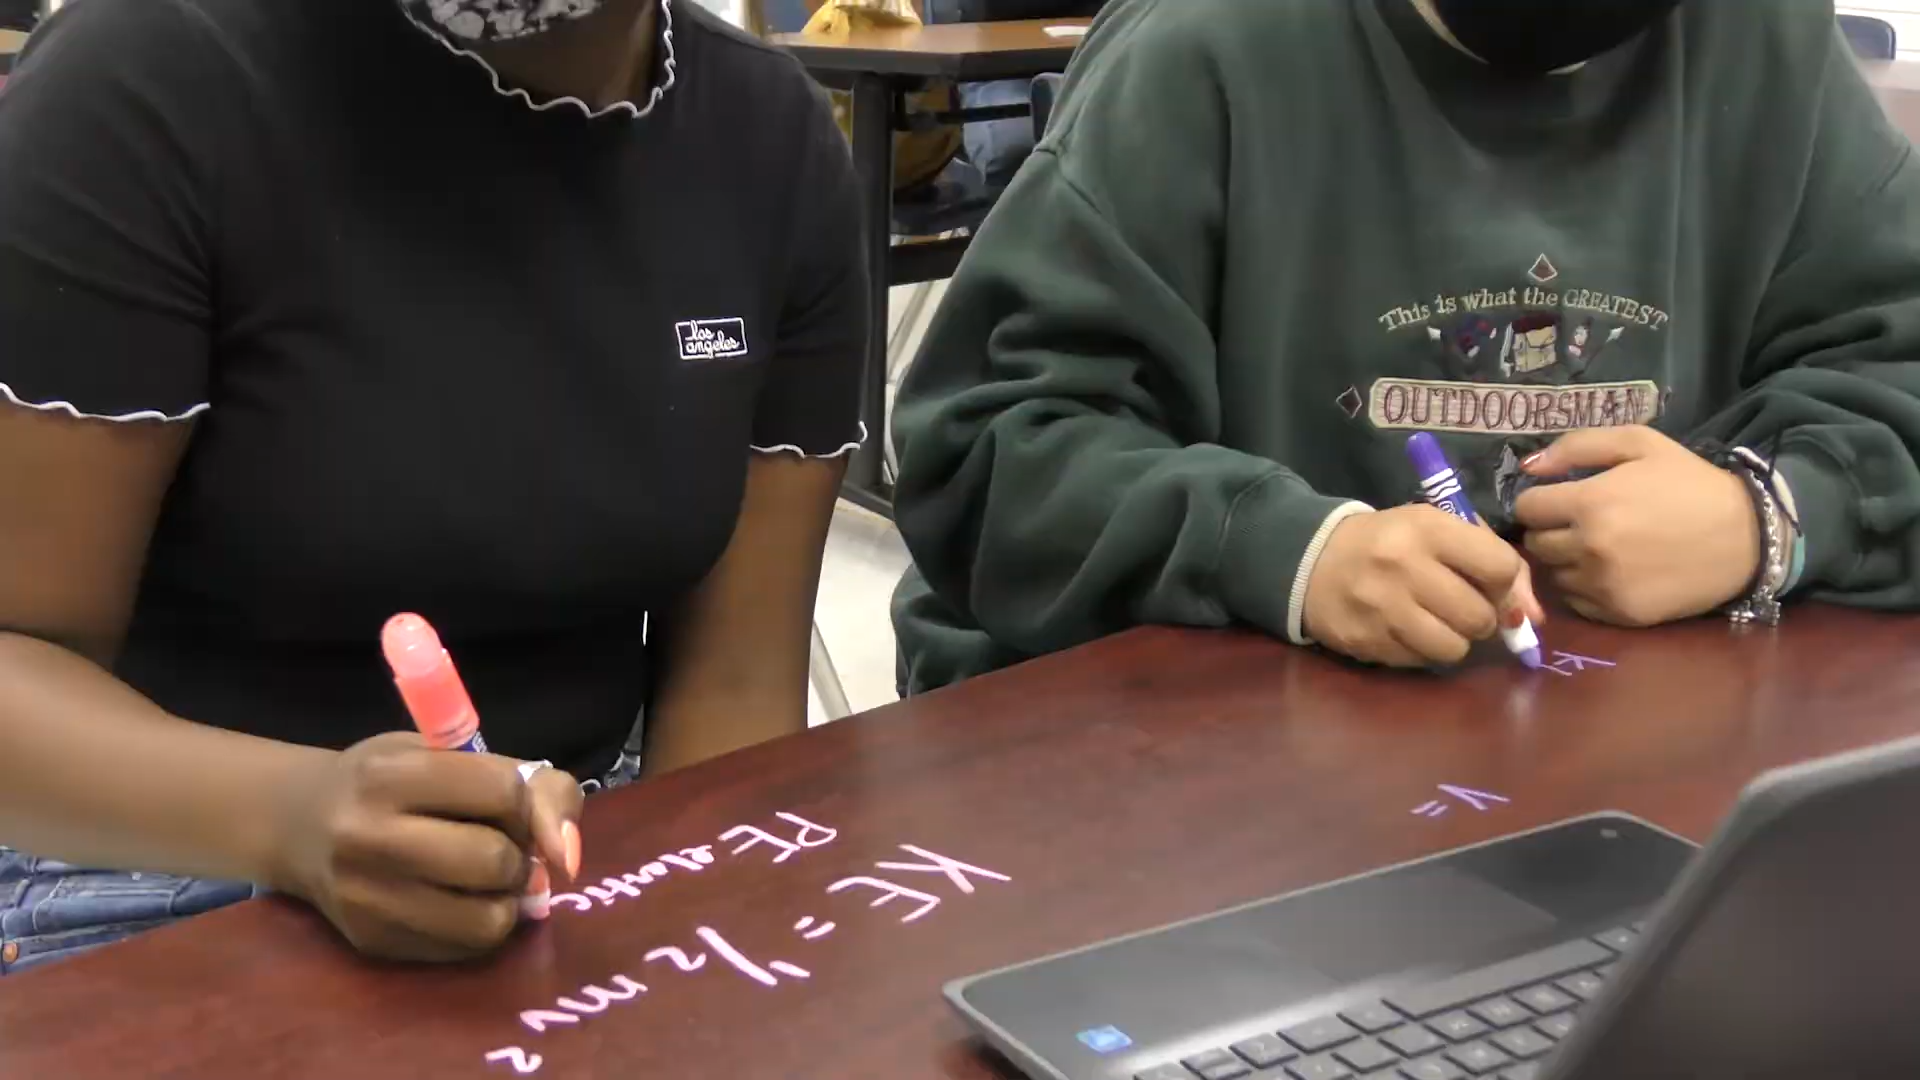 los
angeles
This is what the GREATEST
OUTDOORSMAN
KE = 1/2 mv2
PE elastic
V =
K